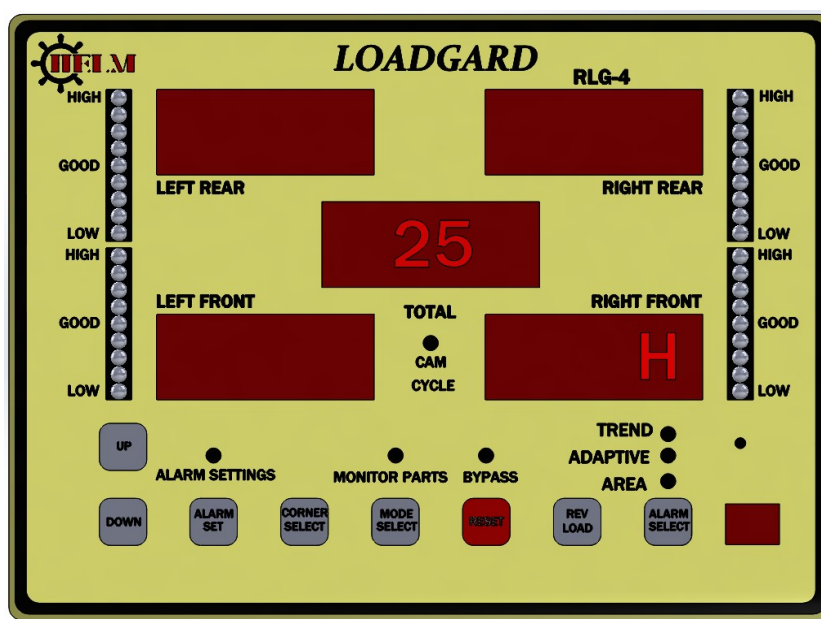 HELM
LOADGARD
RLG-4
HIGH
HIGH
GOOD
GOOD
LEFT REAR
RIGHT REAR
LOW
LOW
HIGH
HIGH
25
LEFT FRONT
RIGHT FRONT
TOTAL
GOOD
GOOD
H
CAM
CYCLE
LOW
LOW
UP
TREND
ALARM SETTINGS
MONITOR PARTS
BYPASS
ADAPTIVE
AREA
DOWN
ALARM
SET
CORNER
SELECT
MODE
SELECT
RESET
REV
LOAD
ALARM
SELECT